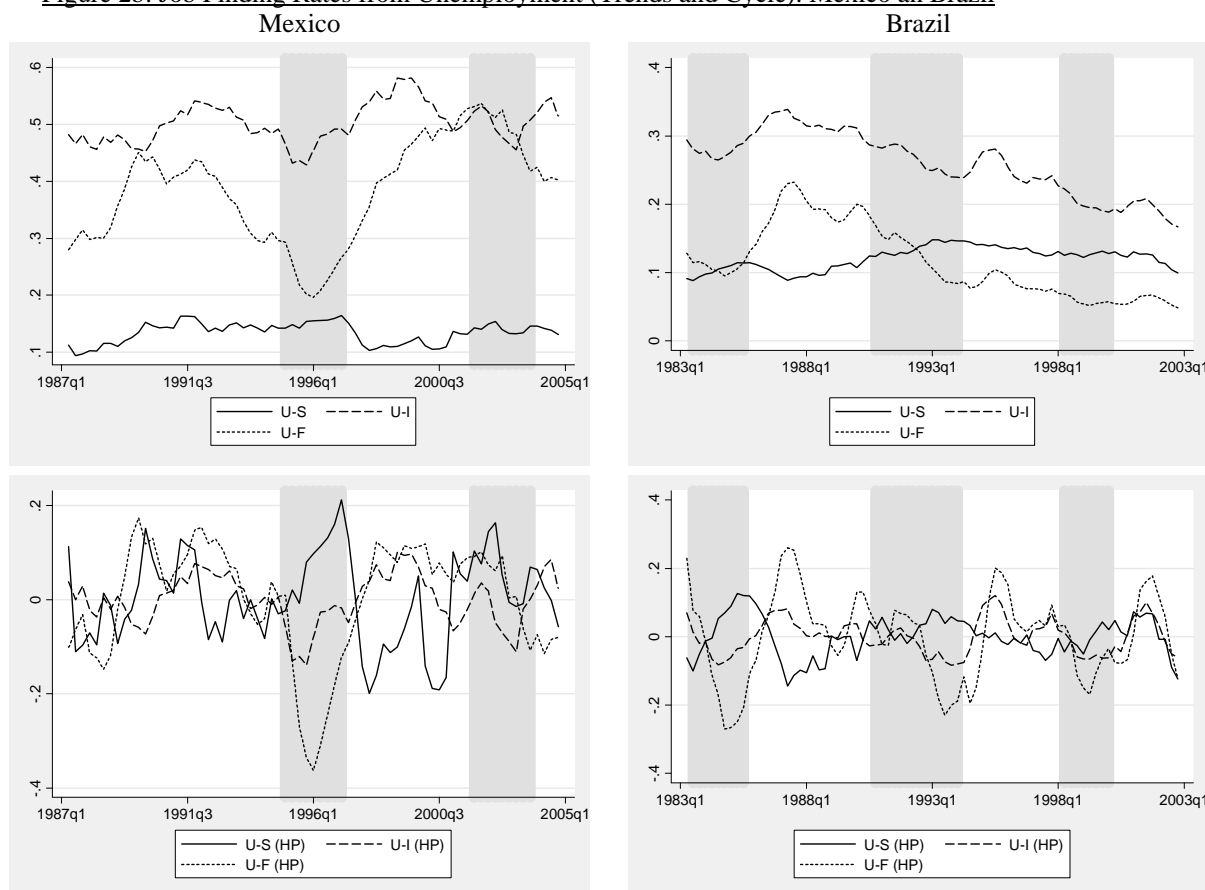 Figure 2b: Job Finding Rates from Unemployment (Trends and Cycle): Mexico an Brazil
Mexico
Brazil
.6
.5
.4
.3
.2
.1
1987q1 1991q3 1996q1 2000q3 2005q1
U-S U-I
U-F
.4
.3
.2
.1
0
1983q1 1988q1 1993q1 1998q1 2003q1
U-S U-I
U-F
.2
0
-.2
-.4
1987q1 1991q3 1996q1 2000q3 2005q1
U-S (HP) U-I (HP)
U-F (HP)
.4
.2
0
-.2
-.4
1983q1 1988q1 1993q1 1998q1 2003q1
U-S (HP) U-I (HP)
U-F (HP)